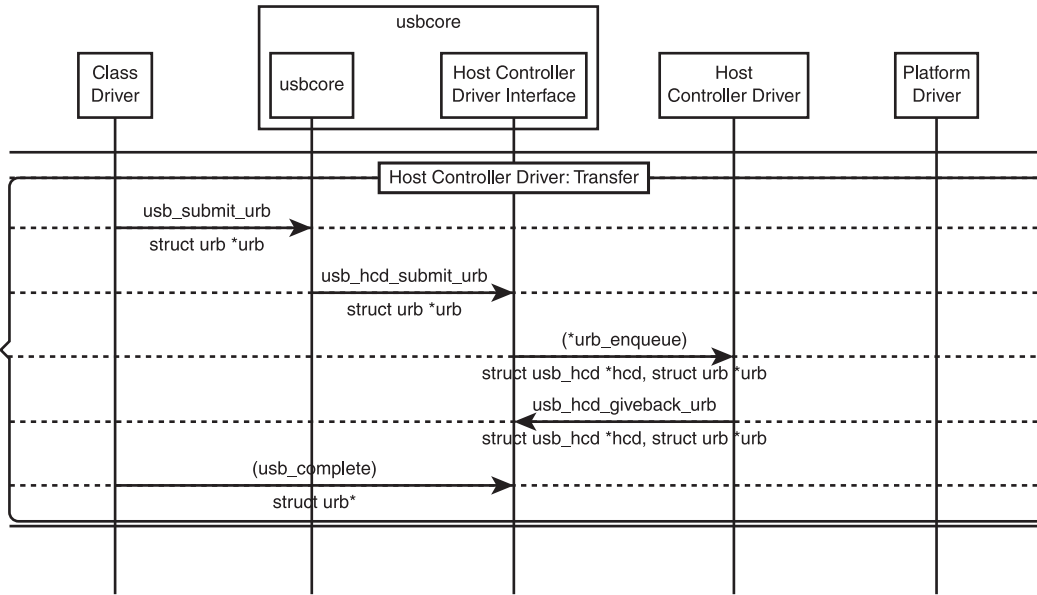 usbcore
Class
Driver
usbcore
Host Controller
Driver Interface
Host
Controller Driver
Platform
Driver
Host Controller Driver: Transfer
usb_submit_urb
struct urb *urb
usb_hcd_submit_urb
struct urb *urb
(*urb_enqueue)
struct usb_hcd *hcd, struct urb *urb
usb_hcd_giveback_urb
struct usb_hcd *hcd, struct urb *urb
(usb_complete)
struct urb*